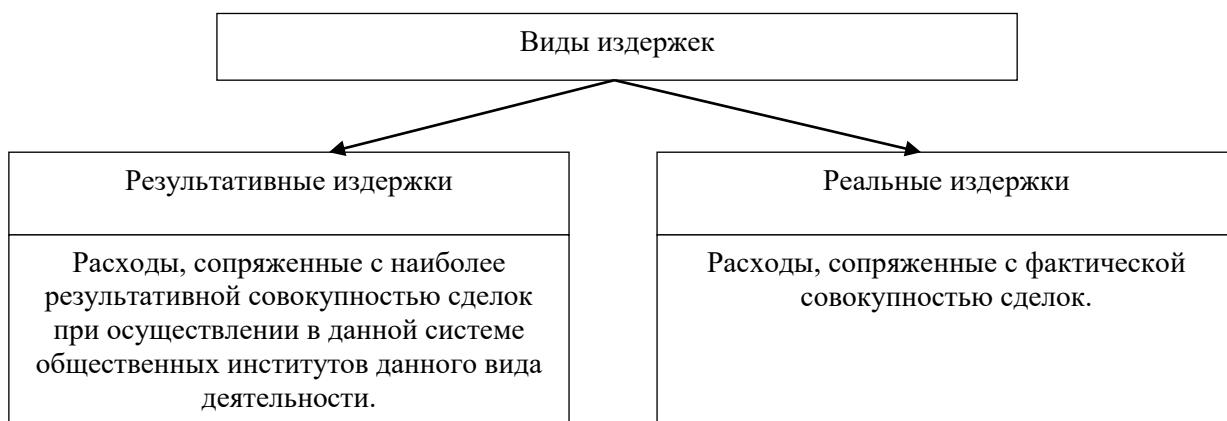 Виды издержек
Результативные издержки
Расходы, сопряженные с наиболее
результативной совокупностью сделок
при осуществлении в данной системе
общественных институтов данного вида
деятельности.
Реальные издержки
Расходы, сопряженные с фактической
совокупностью сделок.